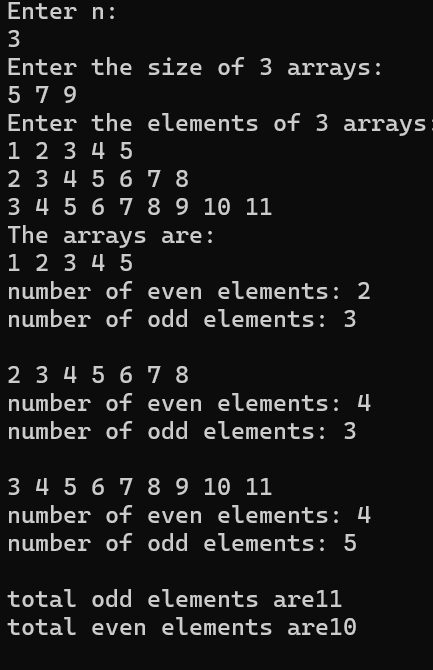 Enter n:
3
Enter the size of 3 arrays:
5 7 9
Enter the elements of 3 arrays:
1 2 3 4 5
2 3 4 5 6 7 8
3 4 5 6 7 8 9 10 11
The arrays are:
1 2 3 4 5
number of even elements: 2
number of odd elements: 3
2 3 4 5 6 7 8
number of even elements: 4
number of odd elements: 3
3 4 5 6 7 8 9 10 11
number of even elements: 4
number of odd elements: 5
total odd elements are11
total even elements are10